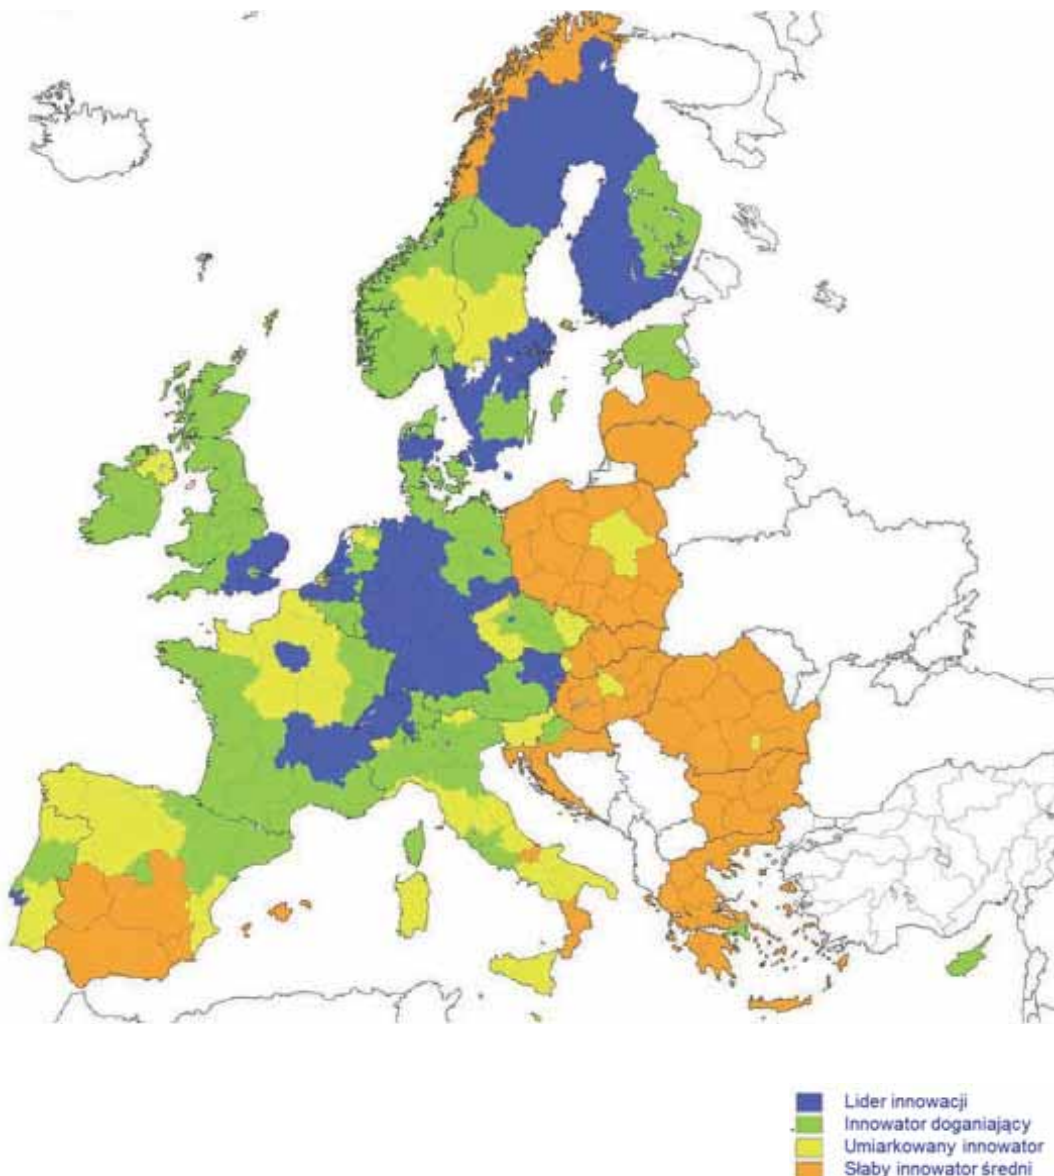 Lider innowacji
Innowator doganiający
Umiarkowany innowator
Słaby innowator średni